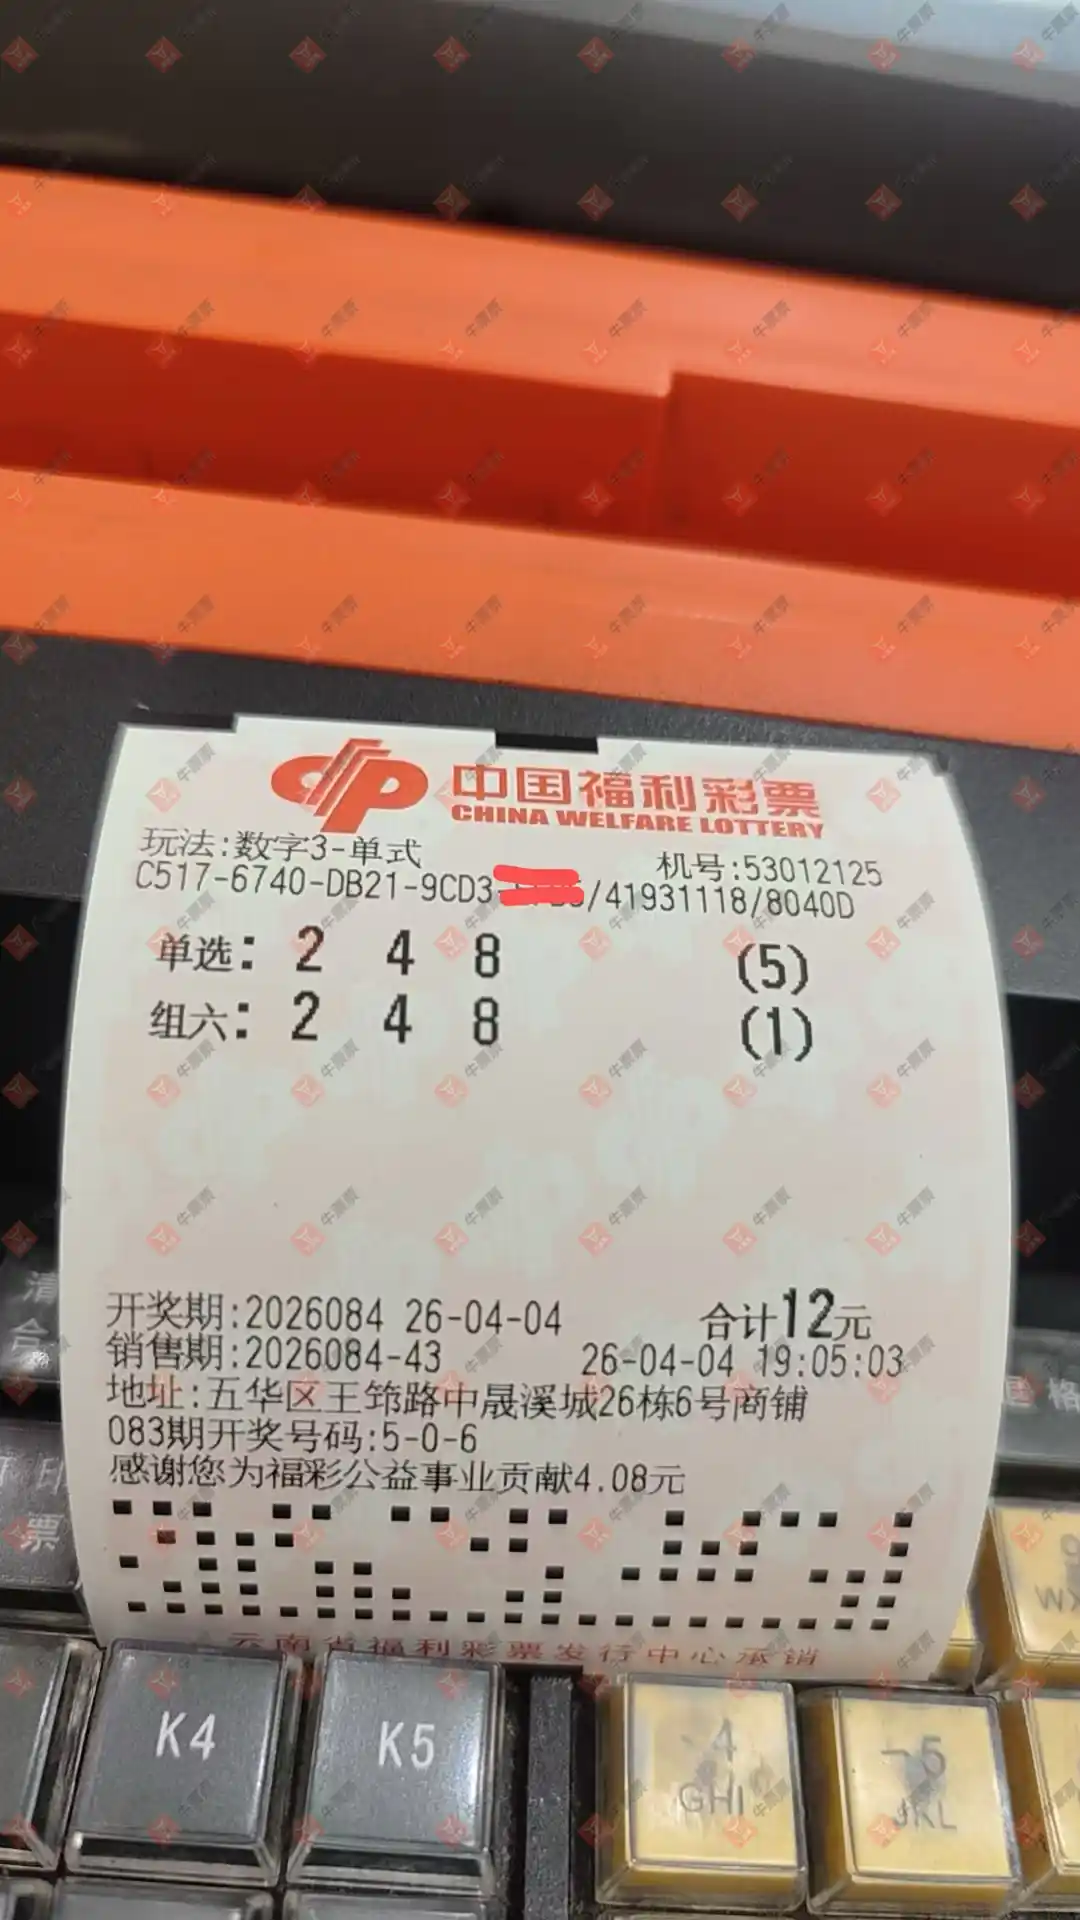 中国福利彩票
CHINA WELFARE LOTTERY
玩法:数字3-单式 机号:53012125
C517-6740-DB21-9CD3- /41931118/8040D
单选: 2 4 8 (5)
组六: 2 4 8 (1)
开奖期:2026084 26-04-04 合计12元
销售期:2026084-43 26-04-04 19:05:03
地址:五华区王筇路中晟溪城26栋6号商铺
083期开奖号码:5-0-6
感谢您为福彩公益事业贡献4.08元
云南省福利彩票发行中心承销
K4 K5 -4 -5
GHI JKL
牛票票